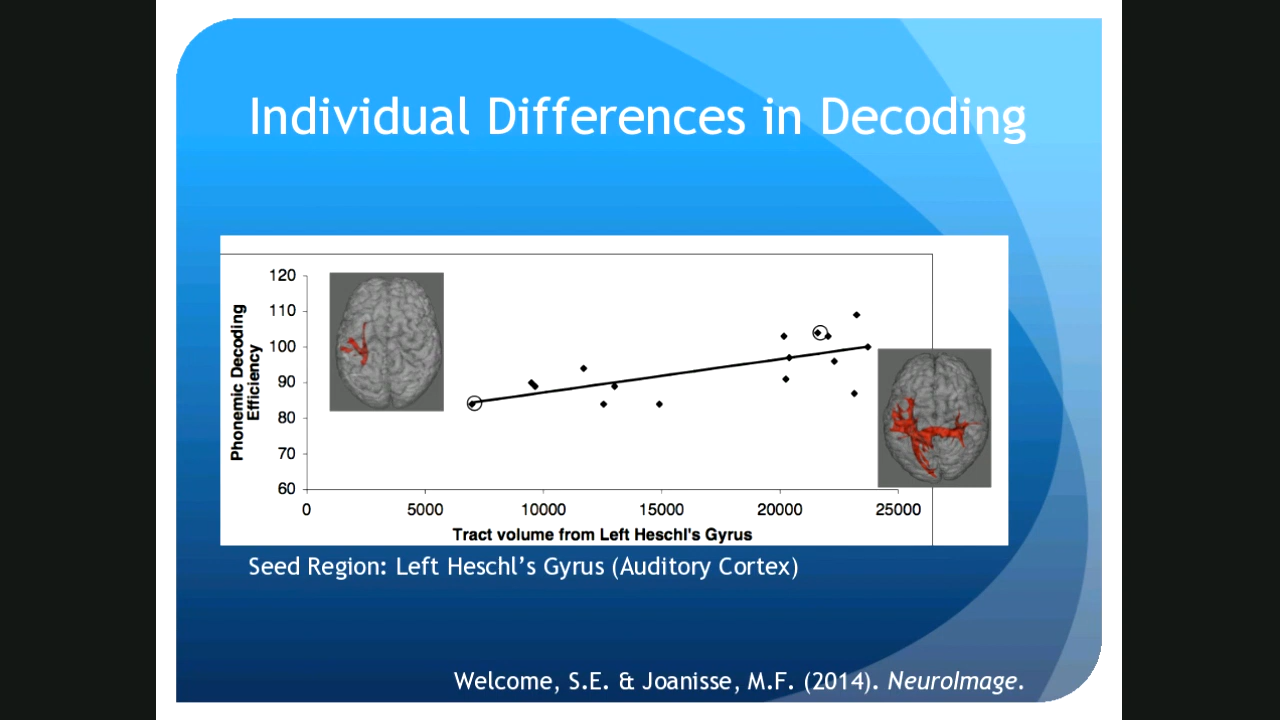 Individual Differences in Decoding
120
110
100
90
80
70
60
Phonemic Decoding
Efficiency
0 5000 10000 15000 20000 25000
Tract volume from Left Heschl's Gyrus
Seed Region: Left Heschl’s Gyrus (Auditory Cortex)
Welcome, S.E. & Joanisse, M.F. (2014). NeuroImage.